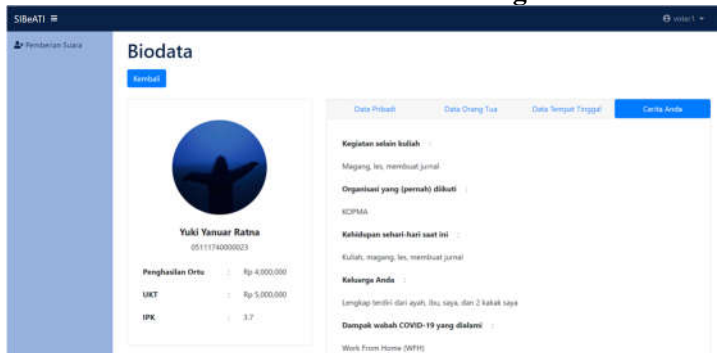 SIBeATI
voter1
Pemberian Suara
Biodata
Kembali
Yuki Yanuar Ratna
05111740000023
Penghasilan Ortu : Rp 4,000,000
UKT : Rp 5,000,000
IPK : 3.7
Data Pribadi Data Orang Tua Data Tempat Tinggal Cerita Anda
Kegiatan selain kuliah :
Magang, les, membuat jurnal
Organisasi yang (pernah) diikuti :
KOPMA
Kehidupan sehari-hari saat ini :
Kuliah, magang, les, membuat jurnal
Keluarga Anda :
Lengkap terdiri dari ayah, ibu, saya, dan 2 kakak saya
Dampak wabah COVID-19 yang dialami :
Work From Home (WFH)